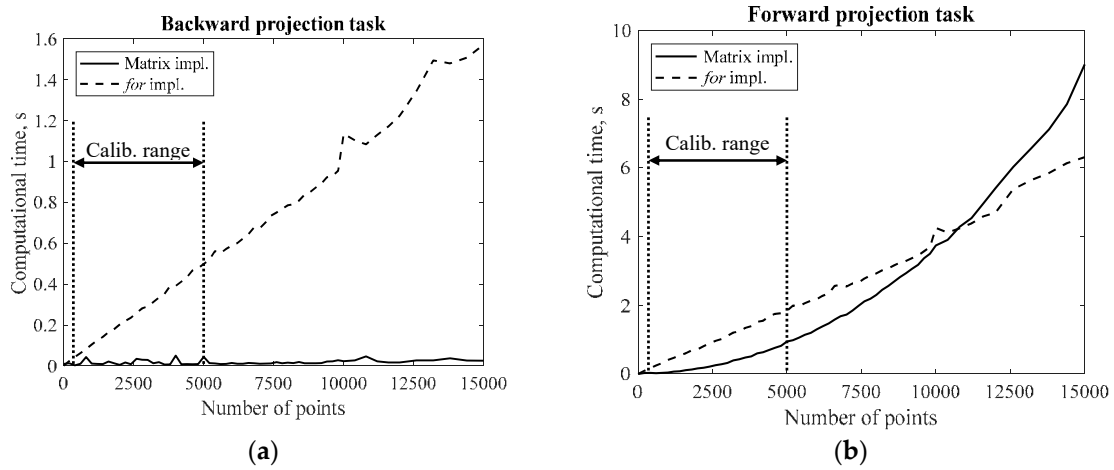 Backward projection task
1.6
1.4
1.2
1
0.8
0.6
0.4
0.2
0
Computational time, s
Matrix impl.
for impl.
Calib. range
0 2500 5000 7500 10000 12500 15000
Number of points
(a)
Forward projection task
10
8
6
4
2
0
Computational time, s
Matrix impl.
for impl.
Calib. range
0 2500 5000 7500 10000 12500 15000
Number of points
(b)